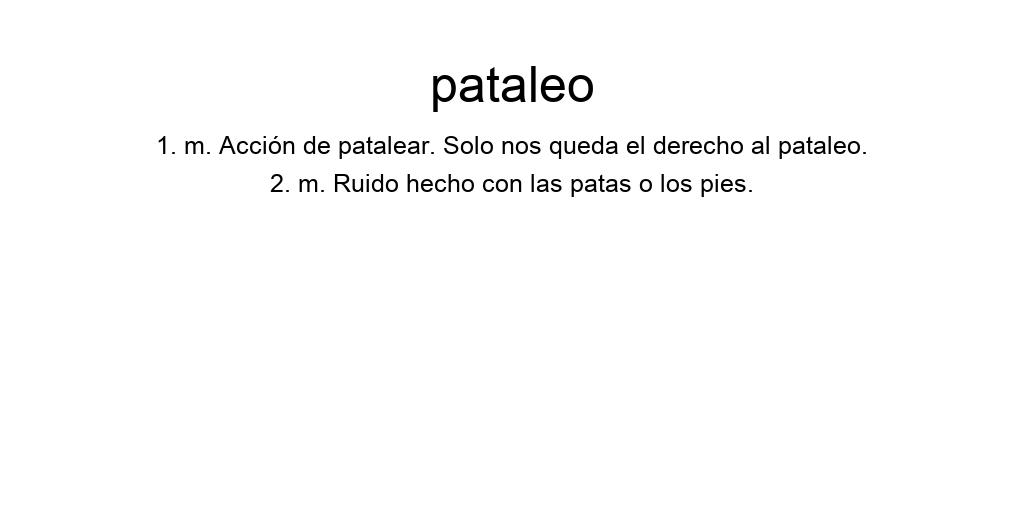 pataleo
1. m. Acción de patalear. Solo nos queda el derecho al pataleo.
2. m. Ruido hecho con las patas o los pies.